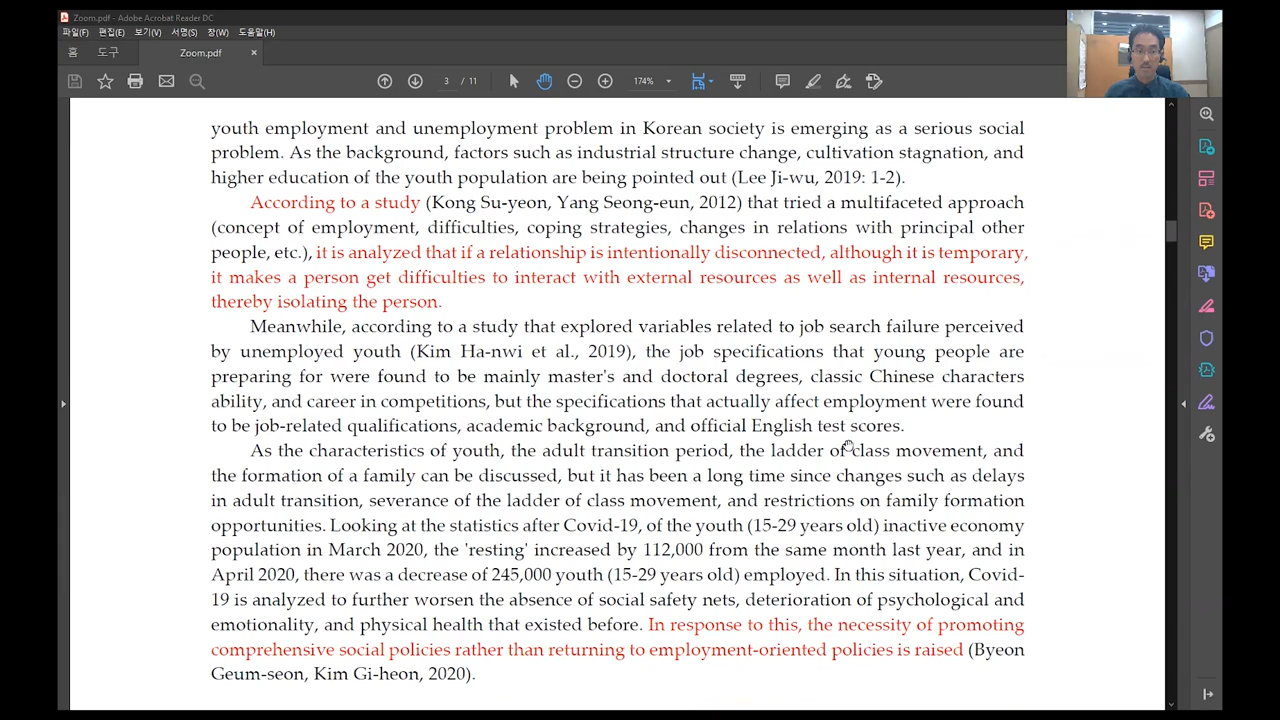 Zoom.pdf - Adobe Acrobat Reader DC
파일(F) 편집(E) 보기(V) 서명(S) 창(W) 도움말(H)
홈 도구 Zoom.pdf ×
3 / 11 174%
youth employment and unemployment problem in Korean society is emerging as a serious social
problem. As the background, factors such as industrial structure change, cultivation stagnation, and
higher education of the youth population are being pointed out (Lee Ji-wu, 2019: 1-2).
According to a study (Kong Su-yeon, Yang Seong-eun, 2012) that tried a multifaceted approach
(concept of employment, difficulties, coping strategies, changes in relations with principal other
people, etc.), it is analyzed that if a relationship is intentionally disconnected, although it is temporary,
it makes a person get difficulties to interact with external resources as well as internal resources,
thereby isolating the person.
Meanwhile, according to a study that explored variables related to job search failure perceived
by unemployed youth (Kim Ha-nwi et al., 2019), the job specifications that young people are
preparing for were found to be mainly master's and doctoral degrees, classic Chinese characters
ability, and career in competitions, but the specifications that actually affect employment were found
to be job-related qualifications, academic background, and official English test scores.
As the characteristics of youth, the adult transition period, the ladder of class movement, and
the formation of a family can be discussed, but it has been a long time since changes such as delays
in adult transition, severance of the ladder of class movement, and restrictions on family formation
opportunities. Looking at the statistics after Covid-19, of the youth (15-29 years old) inactive economy
population in March 2020, the 'resting' increased by 112,000 from the same month last year, and in
April 2020, there was a decrease of 245,000 youth (15-29 years old) employed. In this situation, Covid-
19 is analyzed to further worsen the absence of social safety nets, deterioration of psychological and
emotionality, and physical health that existed before. In response to this, the necessity of promoting
comprehensive social policies rather than returning to employment-oriented policies is raised (Byeon
Geum-seon, Kim Gi-heon, 2020).